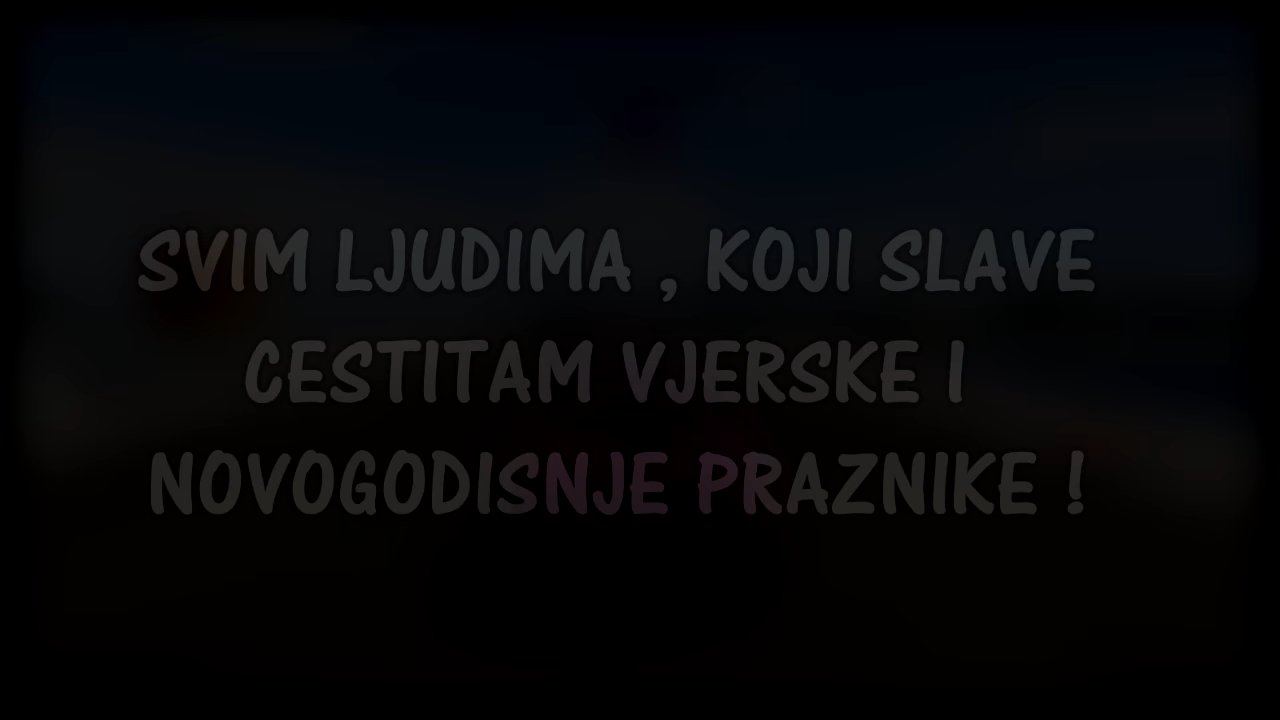 SVIM LJUDIMA , KOJI SLAVE
CESTITAM VJERSKE I
NOVOGODISNJE PRAZNIKE !